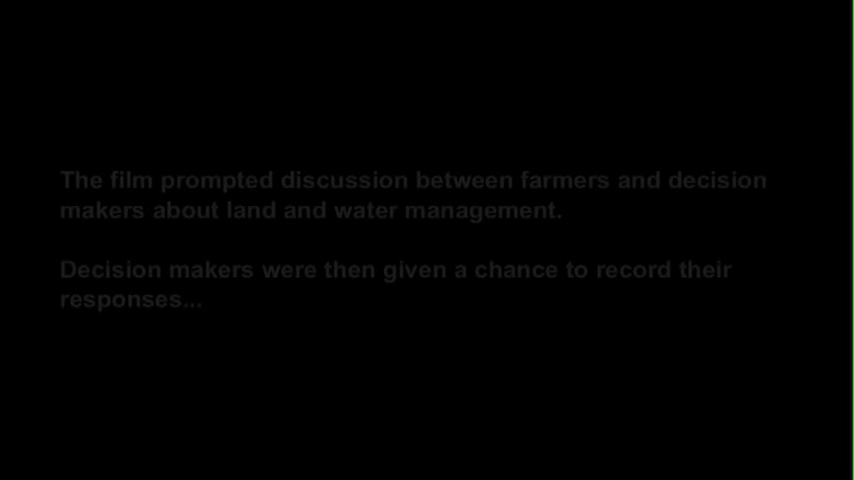 The film prompted discussion between farmers and decision
makers about land and water management.
Decision makers were then given a chance to record their
responses...